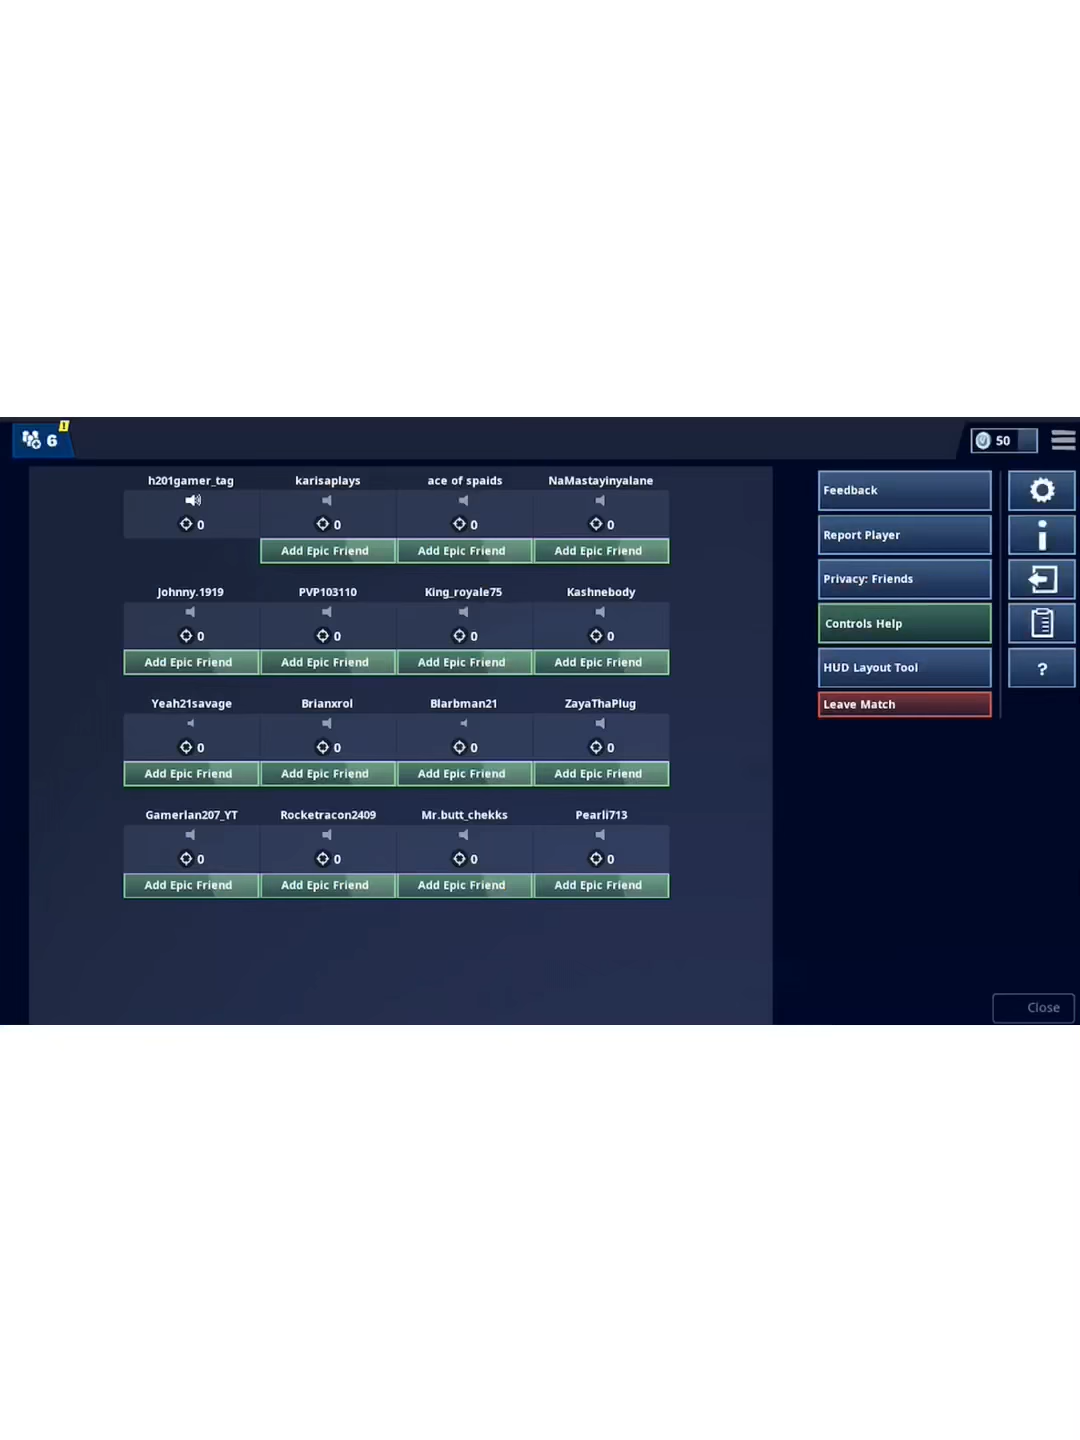 6 !
50
h201gamer_tag karisaplays ace of spaids NaMastayinyalane
0 0 0 0
Add Epic Friend Add Epic Friend Add Epic Friend
Johnny.1919 PVP103110 King_royale75 Kashnebody
0 0 0 0
Add Epic Friend Add Epic Friend Add Epic Friend Add Epic Friend
Yeah21savage Brianxrol Blarbman21 ZayaThaPlug
0 0 0 0
Add Epic Friend Add Epic Friend Add Epic Friend Add Epic Friend
Gamerlan207_YT Rocketracon2409 Mr.butt_chekks Pearli713
0 0 0 0
Add Epic Friend Add Epic Friend Add Epic Friend Add Epic Friend
Feedback
Report Player
Privacy: Friends
Controls Help
HUD Layout Tool
?
Leave Match
Close